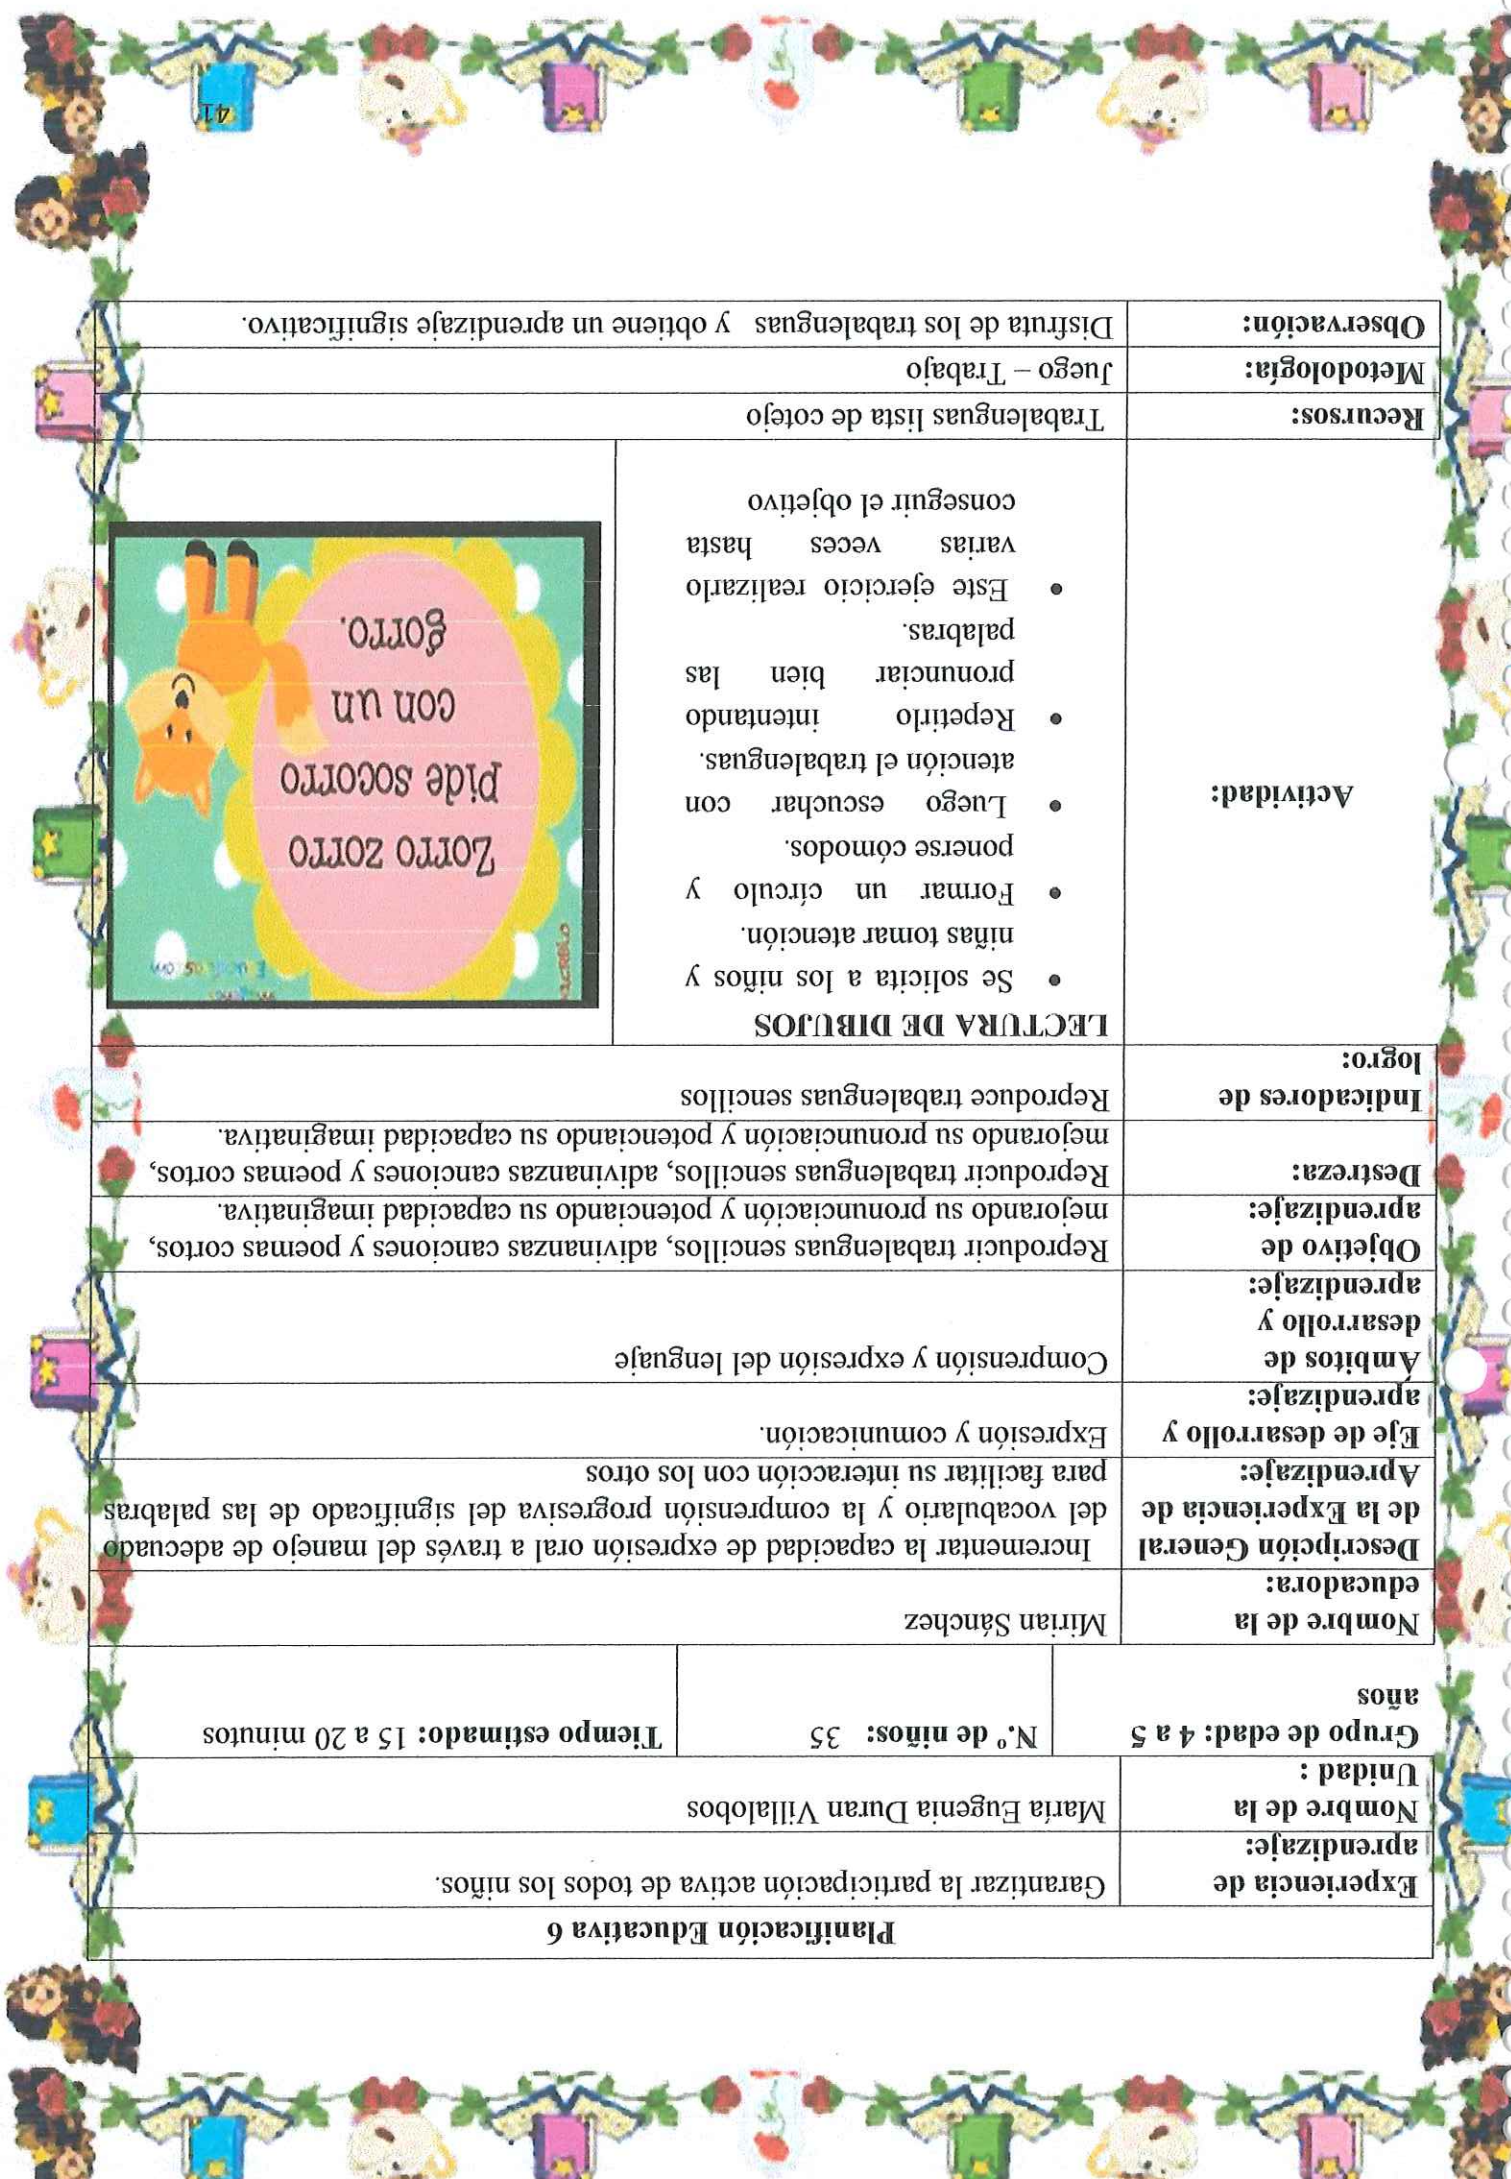 Planificación Educativa 6
Experiencia de
aprendizaje:
Garantizar la participación activa de todos los niños.
Nombre de la
Unidad :
María Eugenia Duran Villalobos
Grupo de edad: 4 a 5
años
N.º de niños: 35
Tiempo estimado: 15 a 20 minutos
Nombre de la
educadora:
Mirian Sánchez
Descripción General
de la Experiencia de
Aprendizaje:
Incrementar la capacidad de expresión oral a través del manejo de adecuado
del vocabulario y la comprensión progresiva del significado de las palabras
para facilitar su interacción con los otros
Eje de desarrollo y
aprendizaje:
Expresión y comunicación.
Ámbitos de
desarrollo y
aprendizaje:
Comprensión y expresión del lenguaje
Objetivo de
aprendizaje:
Reproducir trabalenguas sencillos, adivinanzas canciones y poemas cortos,
mejorando su pronunciación y potenciando su capacidad imaginativa.
Destreza:
Reproducir trabalenguas sencillos, adivinanzas canciones y poemas cortos,
mejorando su pronunciación y potenciando su capacidad imaginativa.
Indicadores de
logro:
Reproduce trabalenguas sencillos
Actividad:
LECTURA DE DIBUJOS
• Se solicita a los niños y
niñas tomar atención.
• Formar un círculo y
ponerse cómodos.
• Luego escuchar con
atención el trabalenguas.
• Repetirlo intentando
pronunciar bien las
palabras.
• Este ejercicio realizarlo
varias veces hasta
conseguir el objetivo
Zorro zorro
pide socorro
con un
gorro.
Recursos:
Trabalenguas lista de cotejo
Metodología:
Juego – Trabajo
Observación:
Disfruta de los trabalenguas y obtiene un aprendizaje significativo.
41